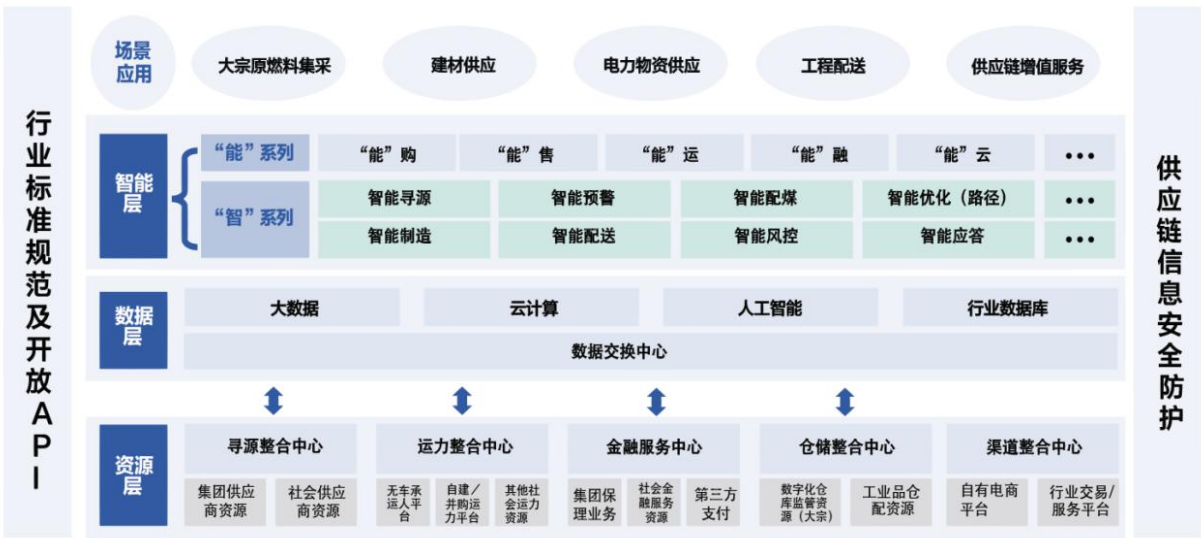 行业标准规范及开放API
场景
应用
大宗原燃料集采
建材供应
电力物资供应
工程配送
供应链增值服务
智能
层
“能”系列
“能”购
“能”售
“能”运
“能”融
“能”云
•••
“智”系列
智能寻源
智能预警
智能配煤
智能优化（路径）
•••
智能制造
智能配送
智能风控
智能应答
•••
数据
层
大数据
云计算
人工智能
行业数据库
数据交换中心
资源
层
寻源整合中心
运力整合中心
金融服务中心
仓储整合中心
渠道整合中心
集团供应
商资源
社会供应
商资源
无车承
运人平
台
自建／
并购运
力平台
其他社
会运力
资源
集团保
理业务
社会金
融服务
资源
第三方
支付
数字化仓
库监管资
源（大宗）
工业品仓
配资源
自有电商
平台
行业交易/
服务平台
供应链信息安全防护